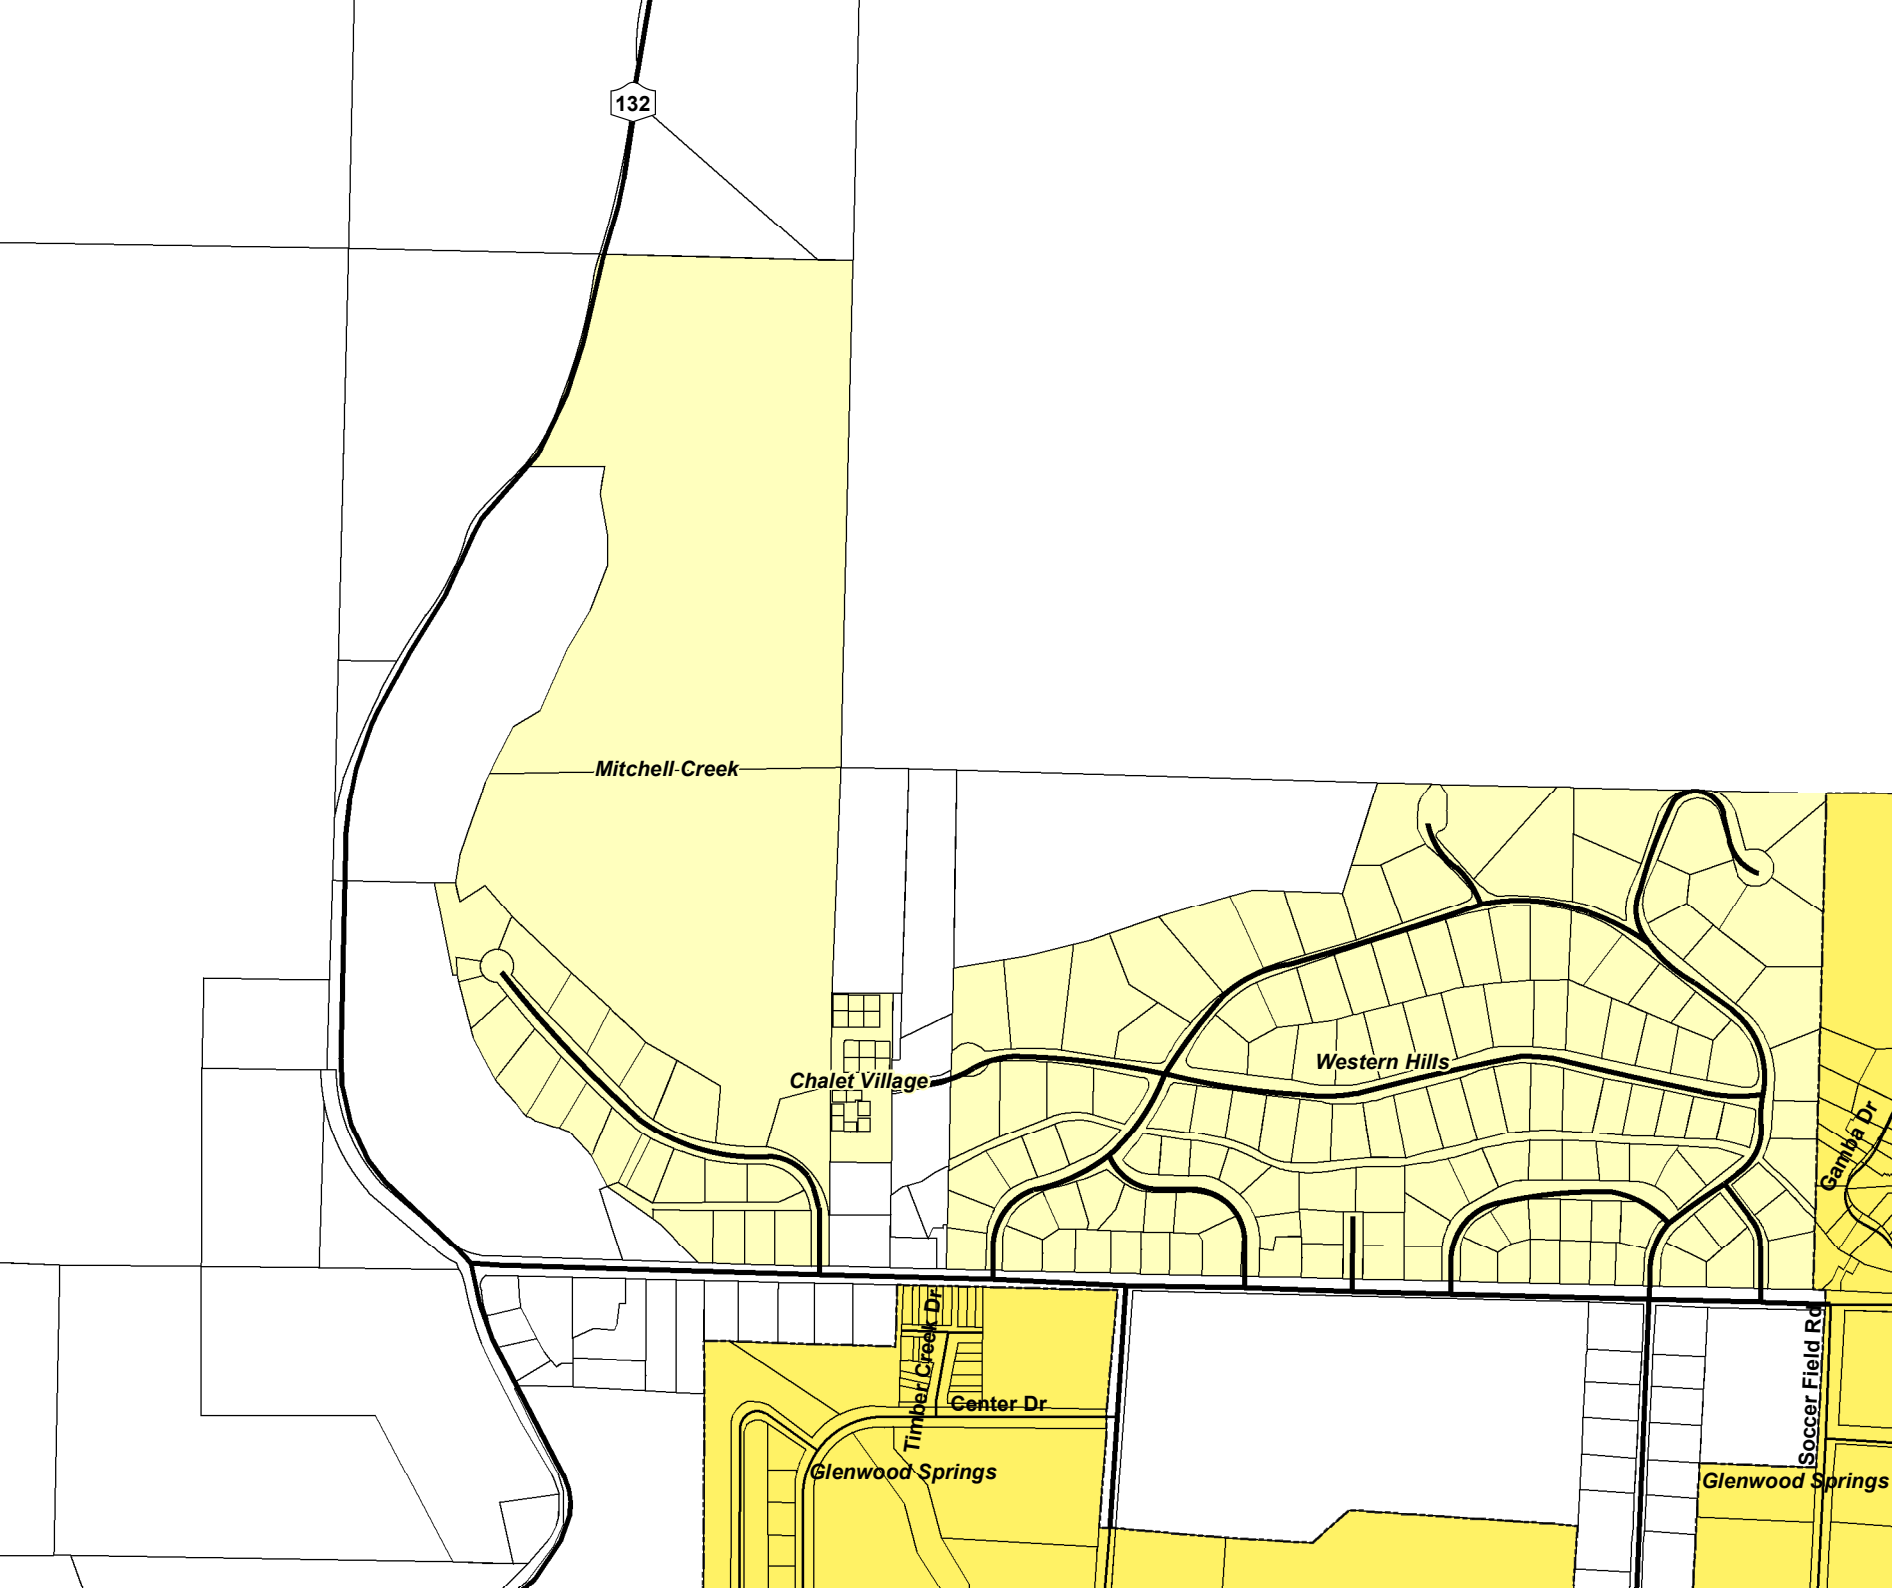 132
Mitchell Creek
Western Hills
Chalet Village
Gamba Dr
Timber Creek Dr
Center Dr
Soccer Field Rd
Glenwood Springs
Glenwood Springs